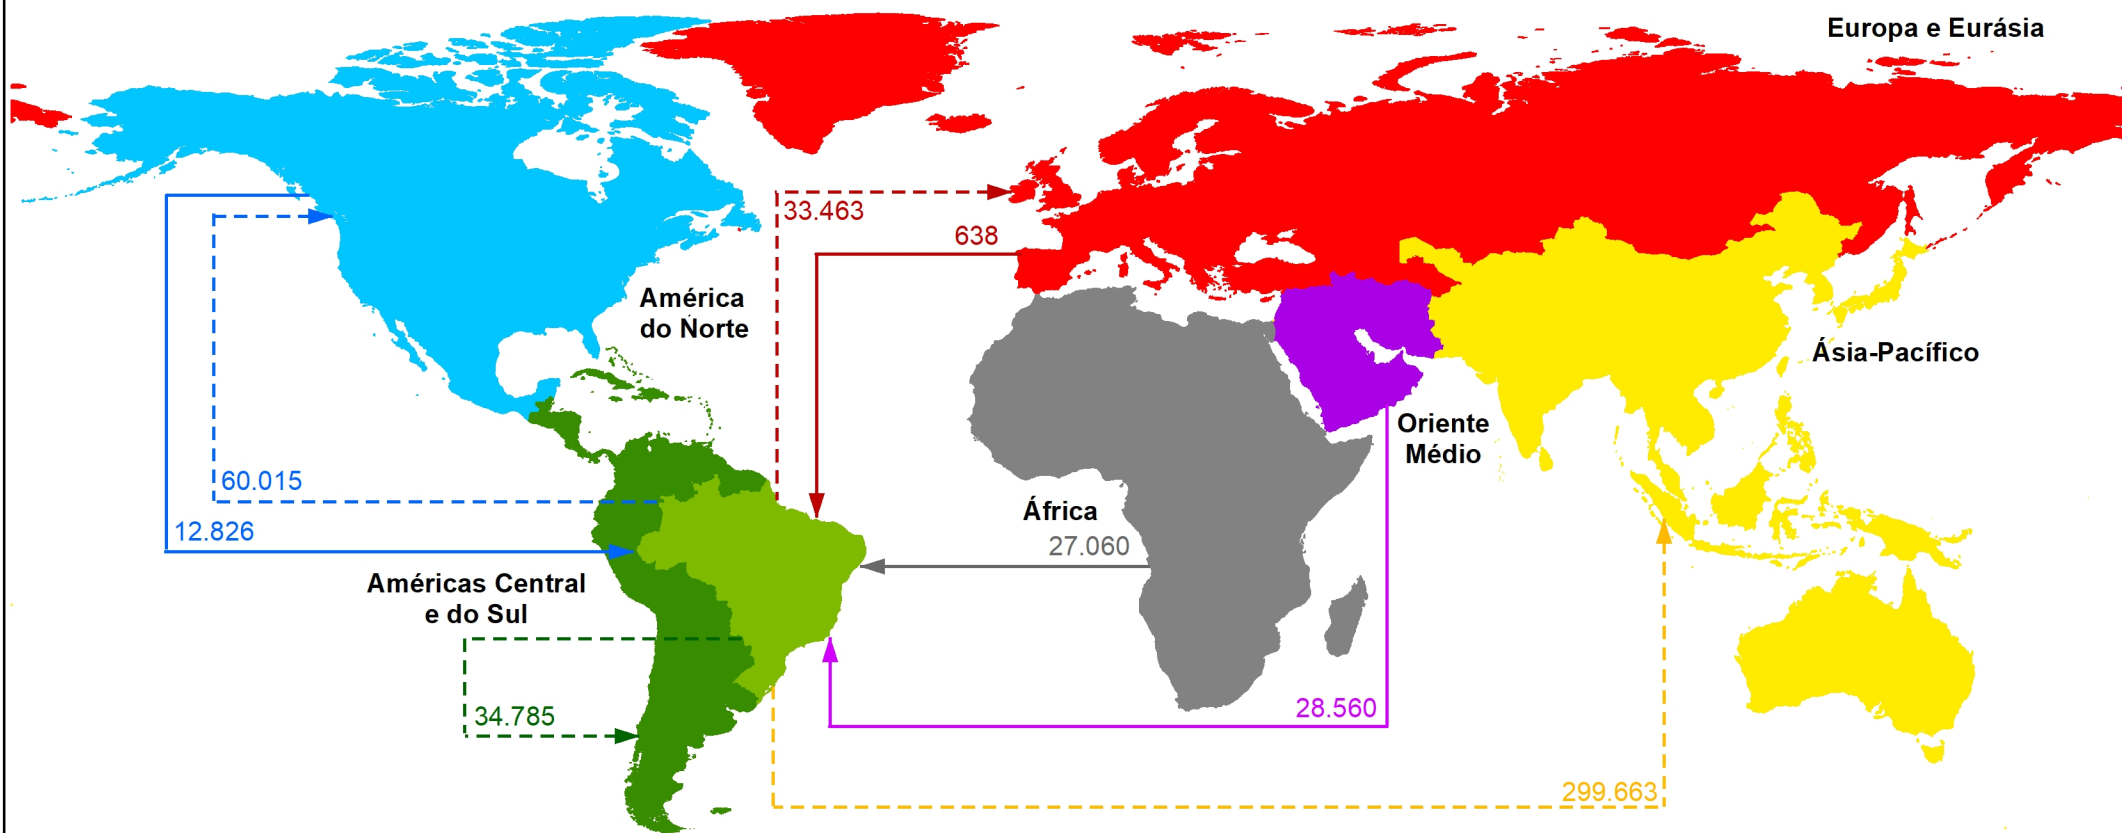 Europa e Eurásia
33.463
638
América
do Norte
Ásia-Pacífico
Oriente
Médio
60.015
África
12.826
27.060
Américas Central
e do Sul
34.785
28.560
299.663